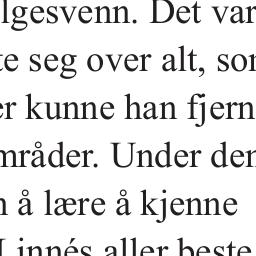 lgesvenn. Det var
te seg over alt, so
er kunne han fjern
mråder. Under den
å lære å kjenne
Linnés aller beste